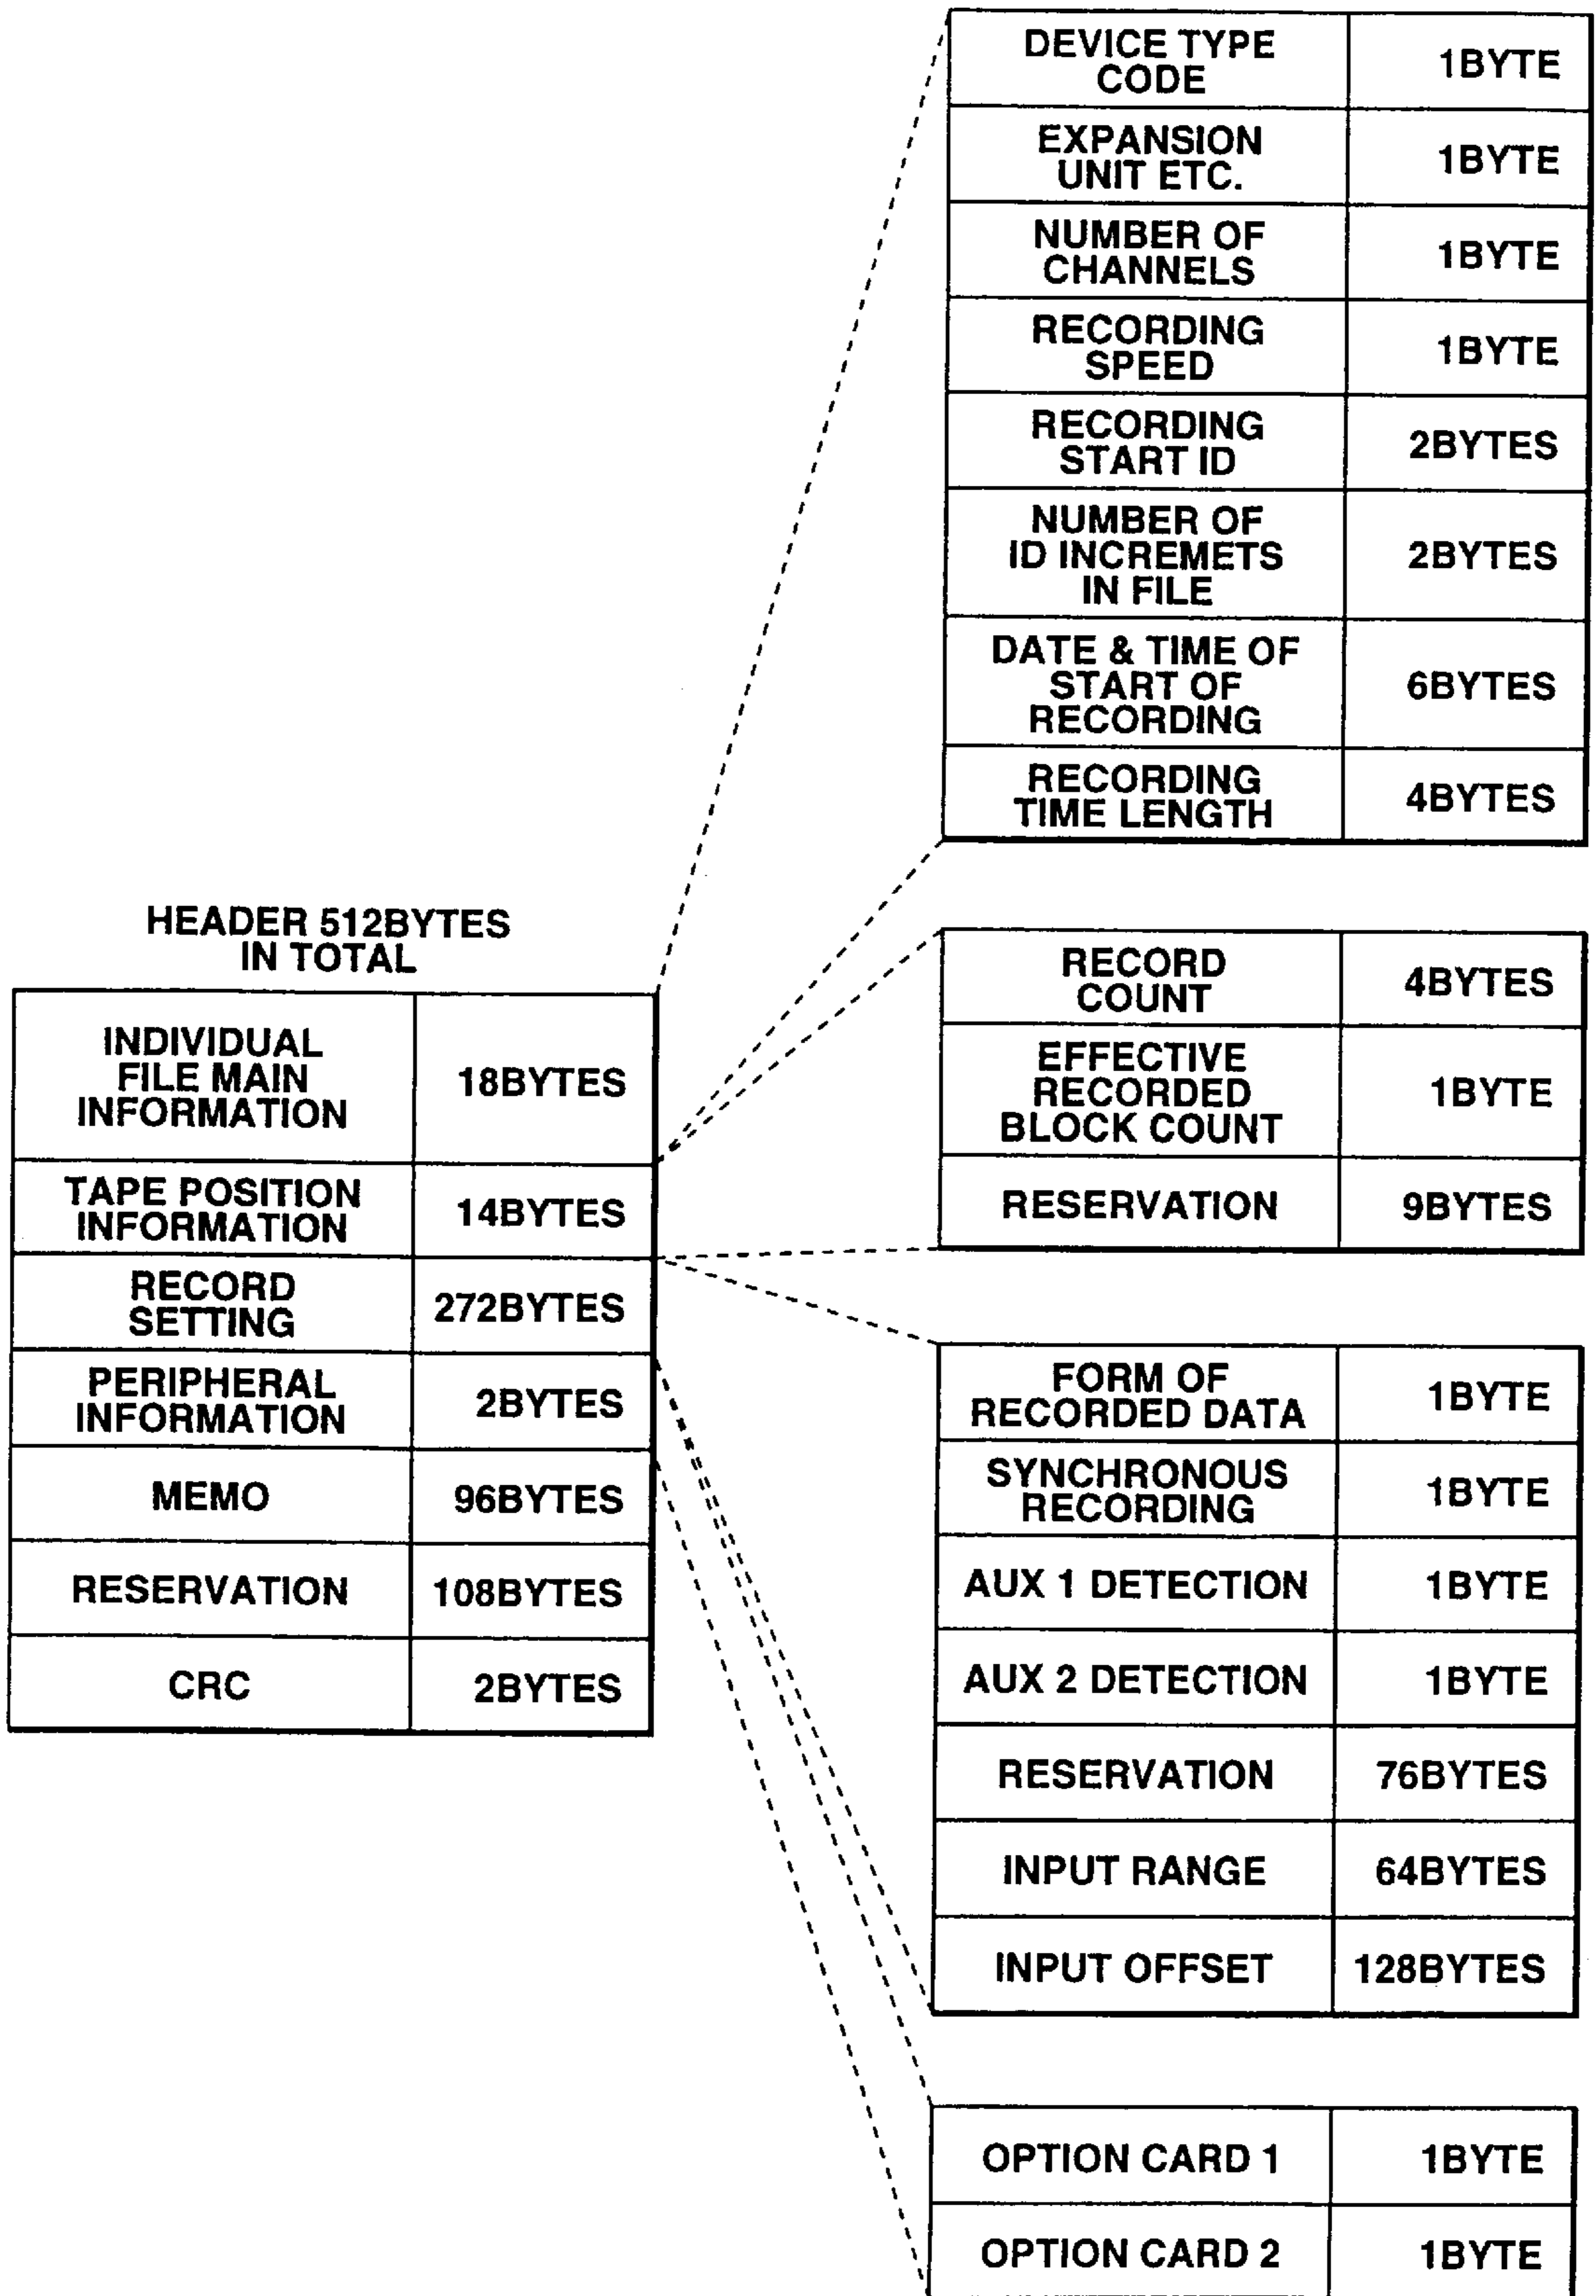 HEADER 512BYTES
IN TOTAL
INDIVIDUAL
FILE MAIN
INFORMATION
18BYTES
TAPE POSITION
INFORMATION
14BYTES
RECORD
SETTING
272BYTES
PERIPHERAL
INFORMATION
2BYTES
MEMO
96BYTES
RESERVATION
108BYTES
CRC
2BYTES
DEVICE TYPE
CODE
1BYTE
EXPANSION
UNIT ETC.
1BYTE
NUMBER OF
CHANNELS
1BYTE
RECORDING
SPEED
1BYTE
RECORDING
START ID
2BYTES
NUMBER OF
ID INCREMETS
IN FILE
2BYTES
DATE & TIME OF
START OF
RECORDING
6BYTES
RECORDING
TIME LENGTH
4BYTES
RECORD
COUNT
4BYTES
EFFECTIVE
RECORDED
BLOCK COUNT
1BYTE
RESERVATION
9BYTES
FORM OF
RECORDED DATA
1BYTE
SYNCHRONOUS
RECORDING
1BYTE
AUX 1 DETECTION
1BYTE
AUX 2 DETECTION
1BYTE
RESERVATION
76BYTES
INPUT RANGE
64BYTES
INPUT OFFSET
128BYTES
OPTION CARD 1
1BYTE
OPTION CARD 2
1BYTE